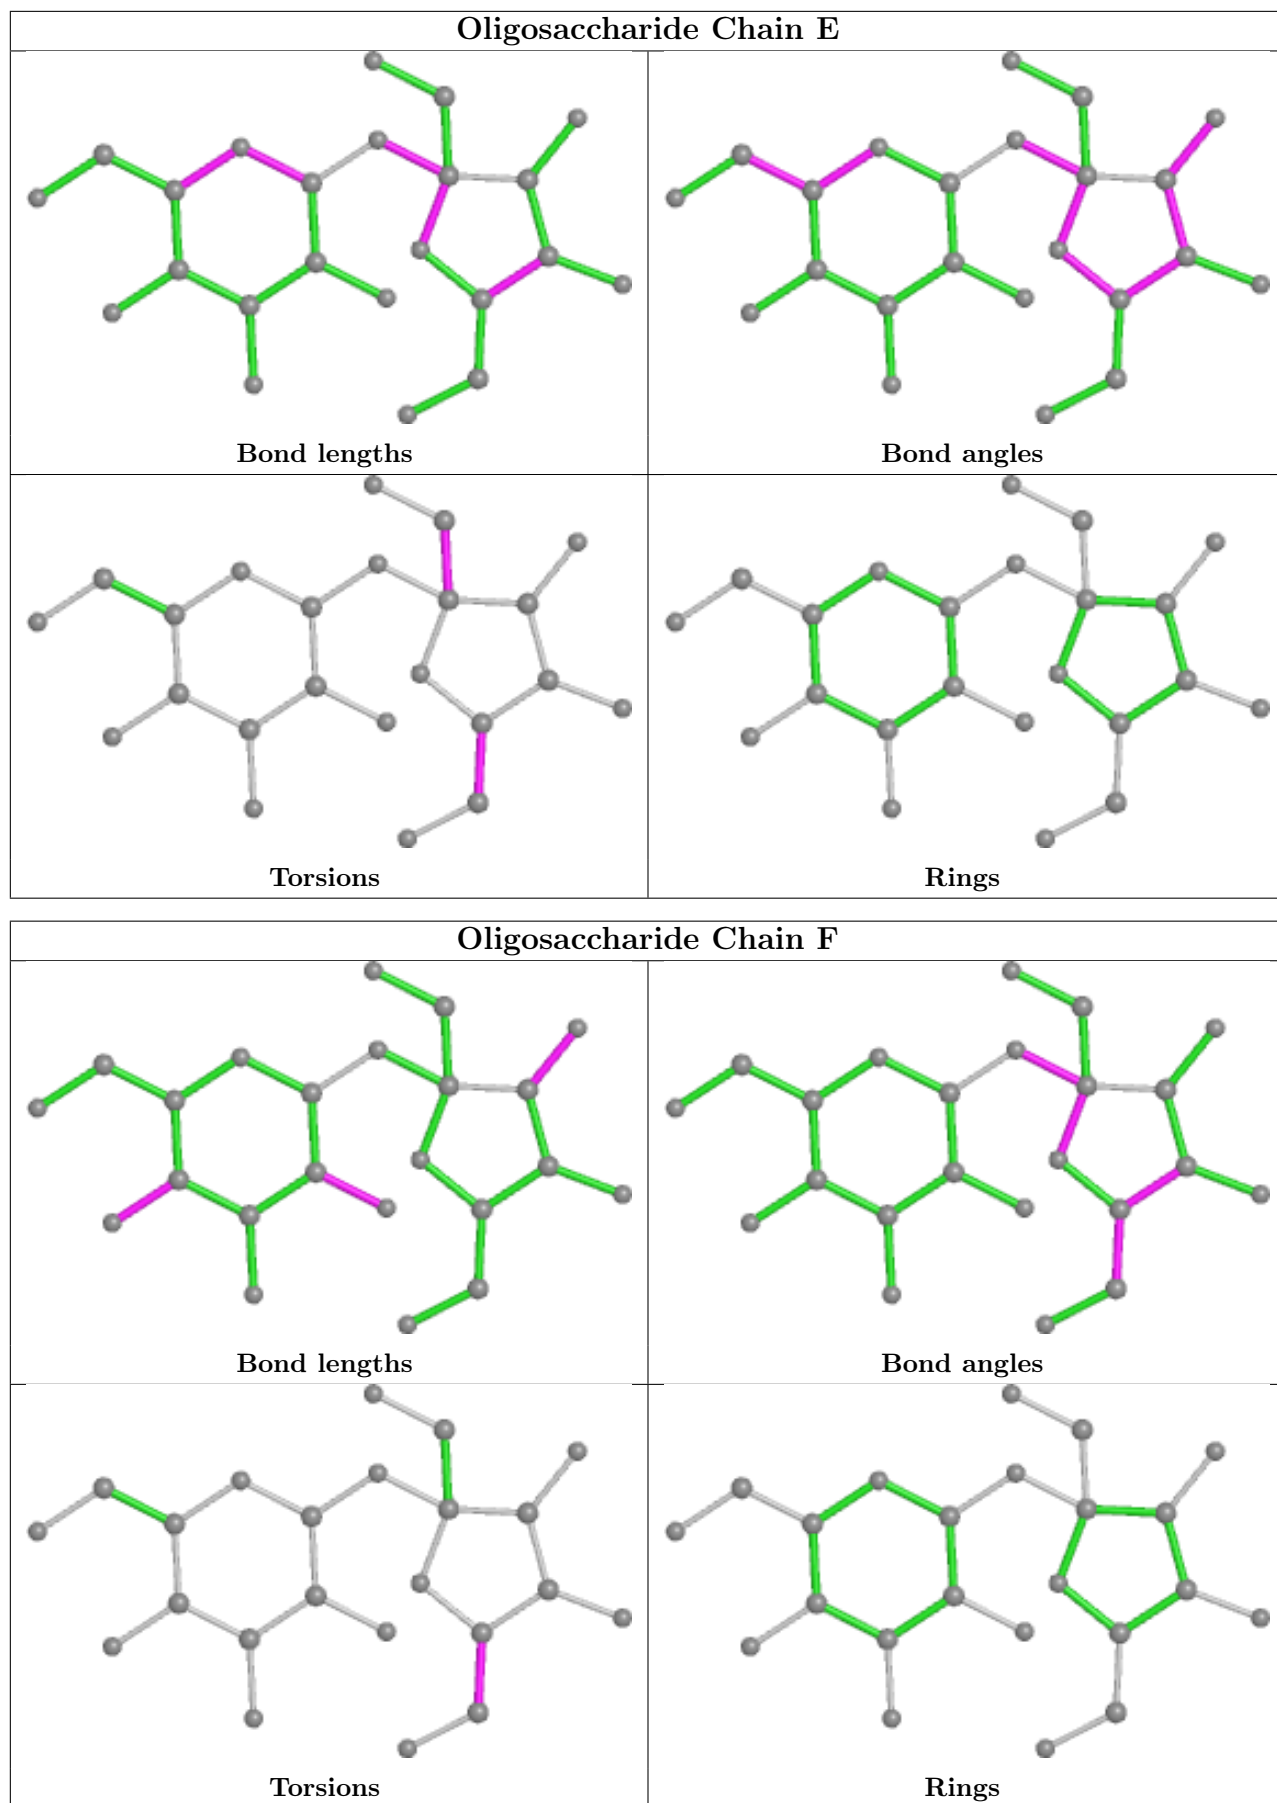 Oligosaccharide Chain E
Bond lengths
Bond angles
Torsions
Rings
Oligosaccharide Chain F
Bond lengths
Bond angles
Torsions
Rings